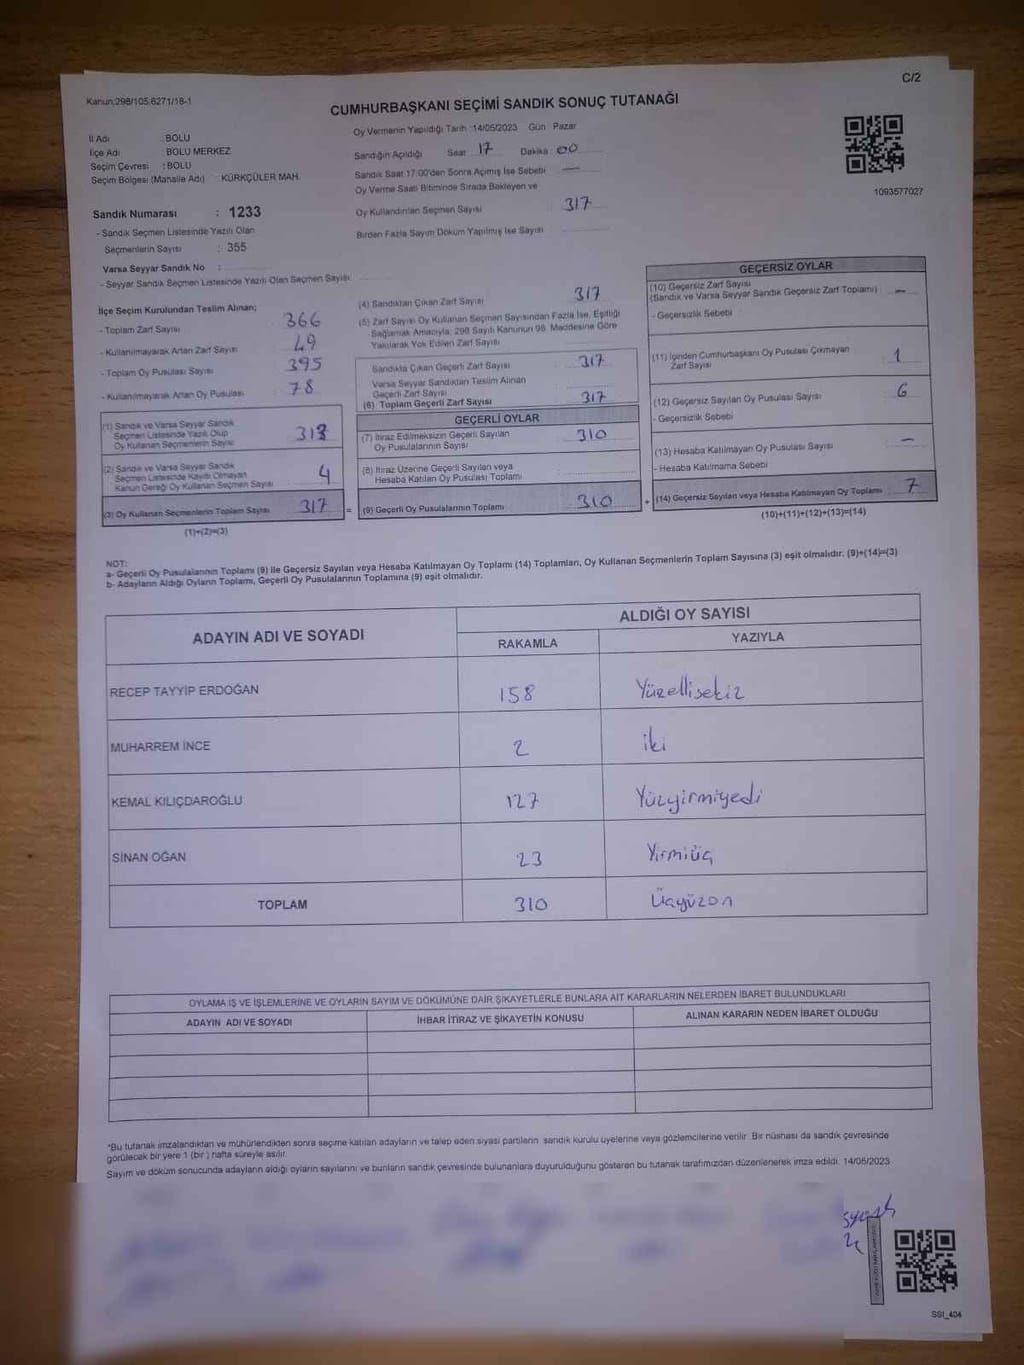 C/2
Kanun;298/105,6271/18-1
CUMHURBAŞKANI SEÇİMİ SANDIK SONUÇ TUTANAĞI
İl Adı : BOLU
İlçe Adı : BOLU MERKEZ
Seçim Çevresi : BOLU
Seçim Bölgesi (Mahalle Adı) : KÜRKÇÜLER MAH.
Sandık Numarası : 1233
- Sandık Seçmen Listesinde Yazılı Olan
Seçmenlerin Sayısı : 355
Varsa Seyyar Sandık No :
- Seyyar Sandık Seçmen Listesinde Yazılı Olan Seçmen Sayısı
Oy Vermenin Yapıldığı Tarih :14/05/2023 Gün Pazar
Sandığın Açıldığı Saat 17 Dakika 00
Sandık Saat 17:00'den Sonra Açımış İse Sebebi —
Oy Verme Saati Bitiminde Sırada Bekleyen ve
Oy Kullandırılan Seçmen Sayısı 317
Birden Fazla Sayım Döküm Yapılmış İse Sayısı
1093577027
İlçe Seçim Kurulundan Teslim Alınan;
- Toplam Zarf Sayısı 366
- Kullanılmayarak Artan Zarf Sayısı 49
- Toplam Oy Pusulası Sayısı 395
- Kullanılmayarak Artan Oy Pusulası 78
(1) Sandık ve Varsa Seyyar Sandık
Seçmen Listesinde Yazılı Olup
Oy Kullanan Seçmenlerin Sayısı 313
(2) Sandık ve Varsa Seyyar Sandık
Seçmen Listesinde Kaydı Olmayan
Kanun Gereği Oy Kullanan Seçmen Sayısı 4
(3) Oy Kullanan Seçmenlerin Toplam Sayısı 317 =
(1)+(2)=(3)
(4) Sandıktan Çıkan Zarf Sayısı 317
(5) Zarf Sayısı Oy Kullanan Seçmen Sayısından Fazla İse, Eşitliği
Sağlamak Amacıyla; 298 Sayılı Kanunun 98. Maddesine Göre
Yakılarak Yok Edilen Zarf Sayısı
Sandıkta Çıkan Geçerli Zarf Sayısı 317
Varsa Seyyar Sandıktan Teslim Alınan
Geçerli Zarf Sayısı
(6) Toplam Geçerli Zarf Sayısı 317
GEÇERLİ OYLAR
(7) İtiraz Edilmeksizin Geçerli Sayılan
Oy Pusulalarının Sayısı 310
(8) İtiraz Üzerine Geçerli Sayılan veya
Hesaba Katılan Oy Pusulası Toplamı
(9) Geçerli Oy Pusulalarının Toplamı 310 +
GEÇERSİZ OYLAR
(10) Geçersiz Zarf Sayısı
(Sandık ve Varsa Seyyar Sandık Geçersiz Zarf Toplamı) : —
- Geçersizlik Sebebi :
(11) İçinden Cumhurbaşkanı Oy Pusulası Çıkmayan
Zarf Sayısı : 1
(12) Geçersiz Sayılan Oy Pusulası Sayısı : 6
- Geçersizlik Sebebi
(13) Hesaba Katılmayan Oy Pusulası Sayısı : —
- Hesaba Katılmama Sebebi
(14) Geçersiz Sayılan veya Hesaba Katılmayan Oy Toplamı 7
(10)+(11)+(12)+(13)=(14)
NOT:
a- Geçerli Oy Pusulalarının Toplamı (9) ile Geçersiz Sayılan veya Hesaba Katılmayan Oy Toplamı (14) Toplamları, Oy Kullanan Seçmenlerin Toplam Sayısına (3) eşit olmalıdır. (9)+(14)=(3)
b- Adayların Aldığı Oyların Toplamı, Geçerli Oy Pusulalarının Toplamına (9) eşit olmalıdır.
ADAYIN ADI VE SOYADI ALDIĞI OY SAYISI
RAKAMLA YAZIYLA
RECEP TAYYİP ERDOĞAN 158 Yüzellisekiz
MUHARREM İNCE 2 iki
KEMAL KILIÇDAROĞLU 127 Yüzyirmiyedi
SİNAN OĞAN 23 Yirmiüç
TOPLAM 310 Üçyüzon
OYLAMA İŞ VE İŞLEMLERİNE VE OYLARIN SAYIM VE DÖKÜMÜNE DAİR ŞİKAYETLERLE BUNLARA AİT KARARLARIN NELERDEN İBARET BULUNDUKLARI
ADAYIN ADI VE SOYADI İHBAR İTİRAZ VE ŞİKAYETİN KONUSU ALINAN KARARIN NEDEN İBARET OLDUĞU
*Bu tutanak imzalandıktan ve mühürlendikten sonra seçime katılan adayların ve talep eden siyasi partilerin sandık kurulu üyelerine veya gözlemcilerine verilir. Bir nüshası da sandık çevresinde
görülecek bir yere 1 (bir) hafta süreyle asılır.
Sayım ve döküm sonucunda adayların aldığı oyların sayılarını ve bunların sandık çevresinde bulunanlara duyurulduğunu gösteren bu tutanak tarafımızdan düzenlenerek imza edildi. 14/05/2023
SSI_404